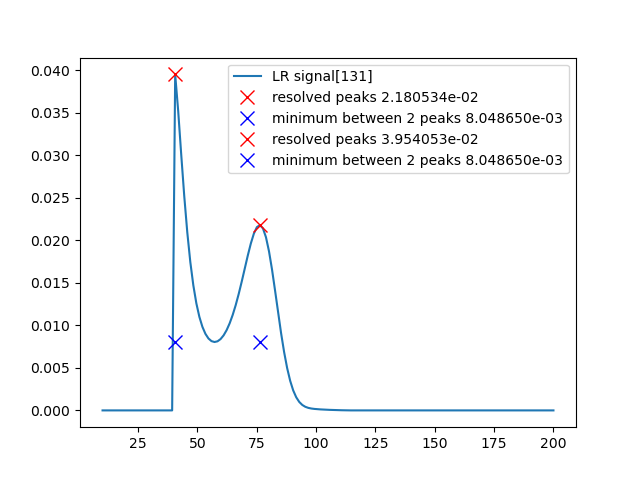 LR signal[131]
resolved peaks 2.180534e-02
minimum between 2 peaks 8.048650e-03
resolved peaks 3.954053e-02
minimum between 2 peaks 8.048650e-03
0.040
0.035
0.030
0.025
0.020
0.015
0.010
0.005
0.000
25 50 75 100 125 150 175 200